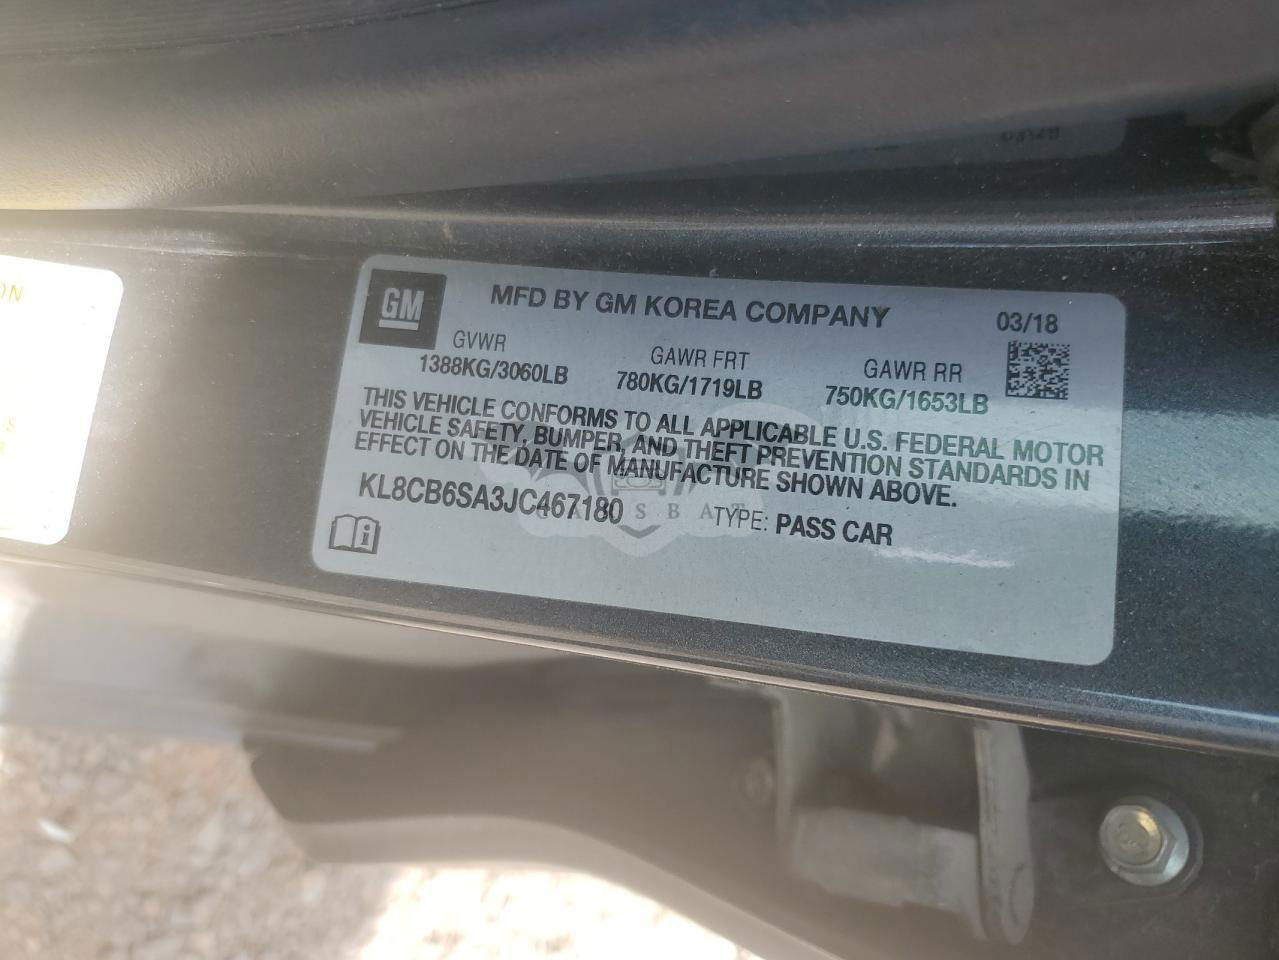 ON
S
R
GM
MFD BY GM KOREA COMPANY
03/18
GVWR
GAWR FRT
GAWR RR
1388KG/3060LB
780KG/1719LB
750KG/1653LB
THIS VEHICLE CONFORMS TO ALL APPLICABLE U.S. FEDERAL MOTOR
VEHICLE SAFETY, BUMPER, AND THEFT PREVENTION STANDARDS IN
EFFECT ON THE DATE OF MANUFACTURE SHOWN ABOVE.
KL8CB6SA3JC467180
TYPE: PASS CAR
CARSBAT